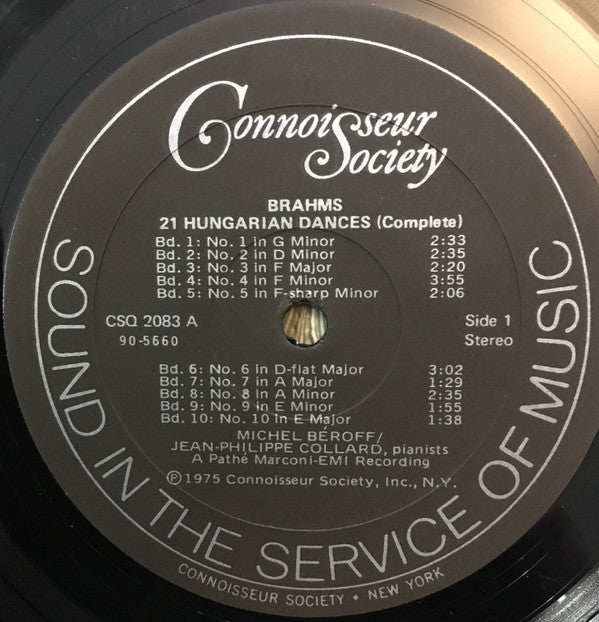 Connoisseur
Society
BRAHMS
21 HUNGARIAN DANCES (Complete)
Bd. 1: No. 1 in G Minor 2:33
Bd. 2: No. 2 in D Minor 2:35
Bd. 3: No. 3 in F Major 2:20
Bd. 4: No. 4 in F Minor 3:55
Bd. 5: No. 5 in F-sharp Minor 2:06
CSQ 2083 A Side 1
90-5660 Stereo
Bd. 6: No. 6 in D-flat Major 3:02
Bd. 7: No. 7 in A Major 1:29
Bd. 8: No. 8 in A Minor 2:35
Bd. 9: No. 9 in E Minor 1:55
Bd. 10: No. 10 in E Major 1:38
MICHEL BÉROFF/
JEAN-PHILIPPE COLLARD, pianists
A Pathé Marconi-EMI Recording
℗1975 Connoisseur Society, Inc., N.Y.
SOUND IN THE SERVICE OF MUSIC
CONNOISSEUR SOCIETY • NEW YORK